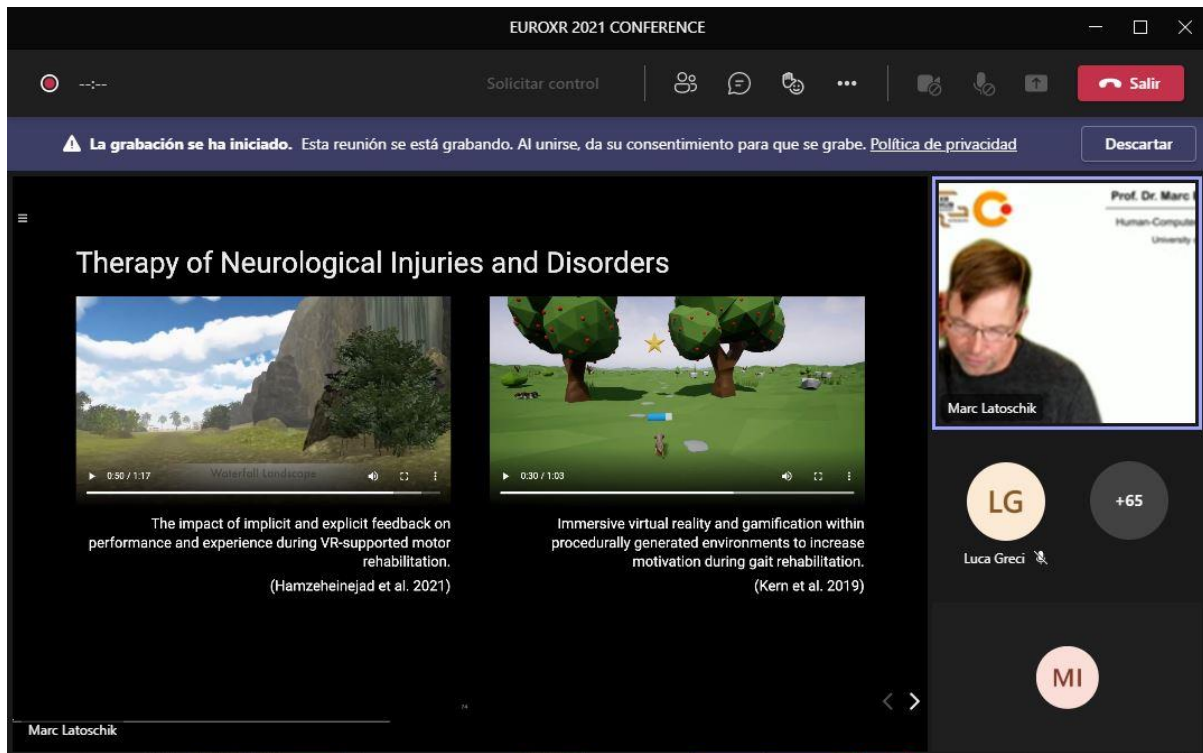 EUROXR 2021 CONFERENCE
--:--
Solicitar control
Salir
La grabación se ha iniciado. Esta reunión se está grabando. Al unirse, da su consentimiento para que se grabe. Política de privacidad
Descartar
Therapy of Neurological Injuries and Disorders
Waterfall Landscape
0:50 / 1:17
0:30 / 1:03
The impact of implicit and explicit feedback on
performance and experience during VR-supported motor
rehabilitation.
(Hamzeheinejad et al. 2021)
Immersive virtual reality and gamification within
procedurally generated environments to increase
motivation during gait rehabilitation.
(Kern et al. 2019)
Marc Latoschik
Prof. Dr. Marc
Human-Compute
University
Marc Latoschik
LG
Luca Greci
+65
MI